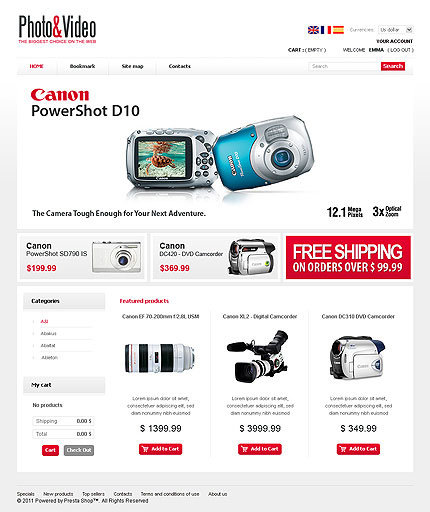 Photo&Video
THE BIGGEST CHOICE ON THE WEB
Currencies: Us dollar
YOUR ACCOUNT
CART : ( EMPTY ) WELCOME EMMA ( LOG OUT )
HOME Bookmark Site map Contacts Search Search
Canon
PowerShot D10
The Camera Tough Enough for Your Next Adventure.
12.1 Mega Pixels 3x Optical Zoom
Canon
PowerShot SD790 IS
$199.99
Canon
DC420 - DVD Camcorder
$369.99
FREE SHIPPING
ON ORDERS OVER $ 99.99
Categories
All
Abakus
Ableton
My cart
No products
Shipping 0.00 $
Total 0.00 $
Cart Check Out
Featured products
Canon EF 70-200mm f/2.8L USM
Lorem ipsum dolor sit amet,
consectetuer adipiscing elit, sed
diam nonummy nibh euismod
$ 1399.99
Add to Cart
Canon XL2 - Digital Camcorder
Lorem ipsum dolor sit amet,
consectetuer adipiscing elit, sed
diam nonummy nibh euismod
$ 3999.99
Add to Cart
Canon DC310 DVD Camcorder
Lorem ipsum dolor sit amet,
consectetuer adipiscing elit, sed
diam nonummy nibh euismod
$ 349.99
Add to Cart
Specials New products Top sellers Contacts Terms and conditions of use About us
© 2011 Powered by Presta Shop™. All Rights Reserved